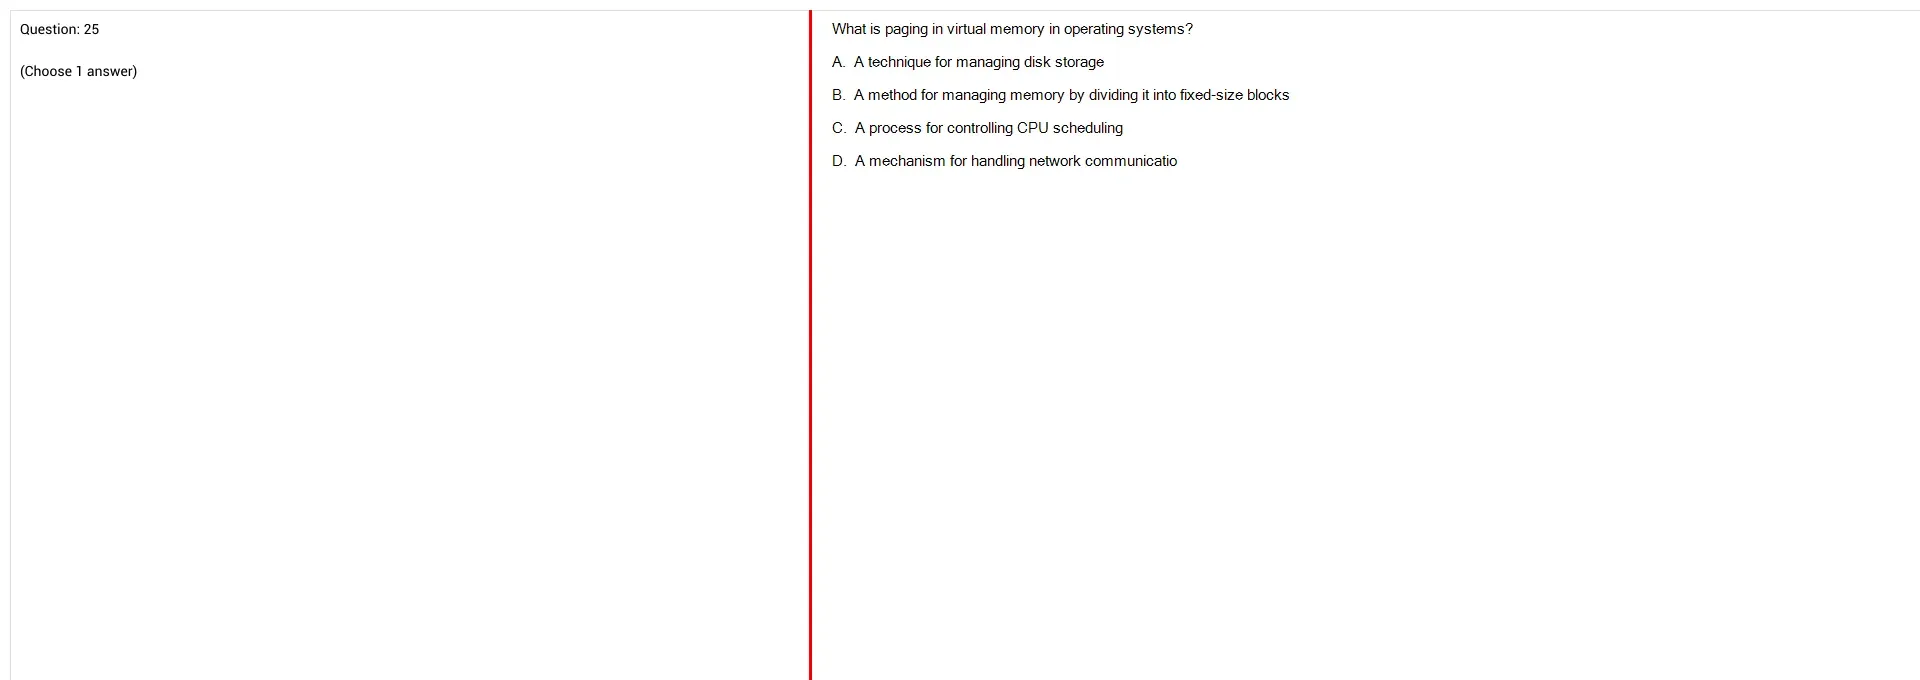 Question: 25
(Choose 1 answer)
What is paging in virtual memory in operating systems?
A. A technique for managing disk storage
B. A method for managing memory by dividing it into fixed-size blocks
C. A process for controlling CPU scheduling
D. A mechanism for handling network communicatio